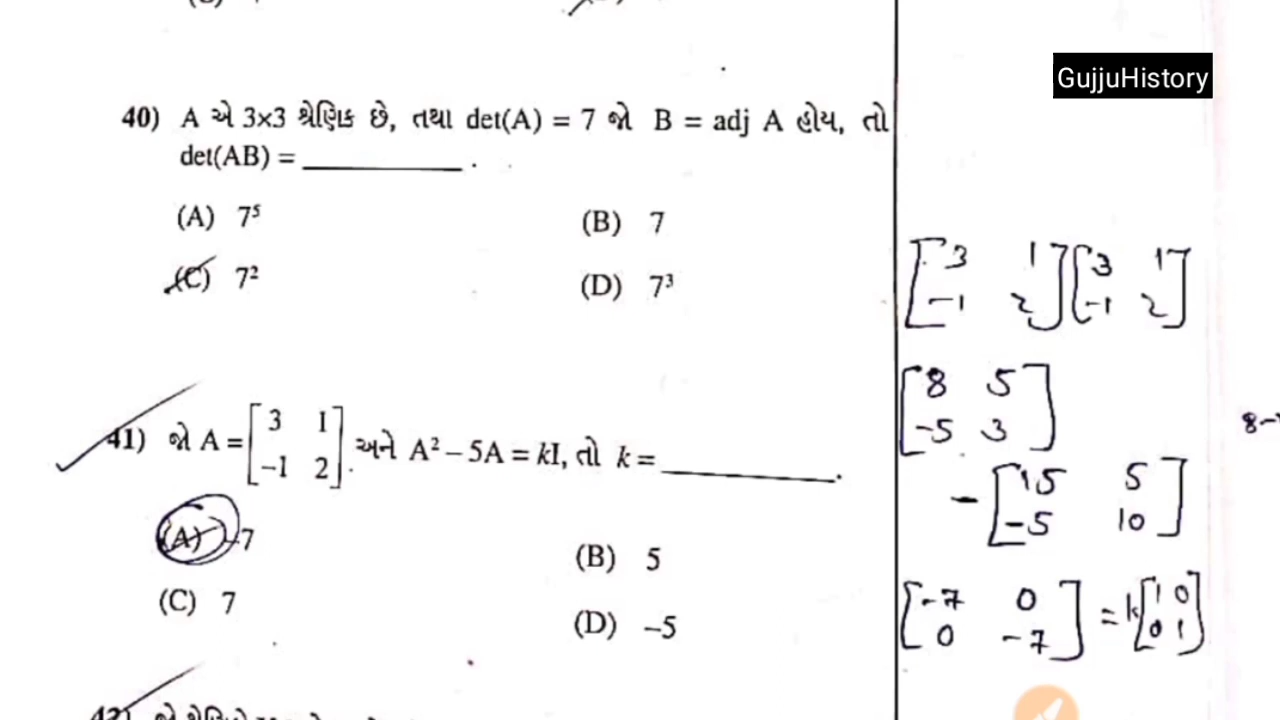 GujjuHistory
40) A એ 3×3 શ્રેણિક છે, તથા det(A) = 7 જો B = adj A હોય, તો
det(AB) = ________ .
(A) 7⁵ (B) 7
(C) 7² (D) 7³
[3 1] [3 1]
[-1 2] [-1 2]
[8 5]
[-5 3]
8-
41) જો A = [3 1] અને A² – 5A = kI, તો k = ________.
[–1 2]
- [15 5]
[-5 10]
(A) –7 (B) 5
(C) 7 (D) –5
[-7 0] = k [1 0]
[0 -7] [0 1]
42) જો